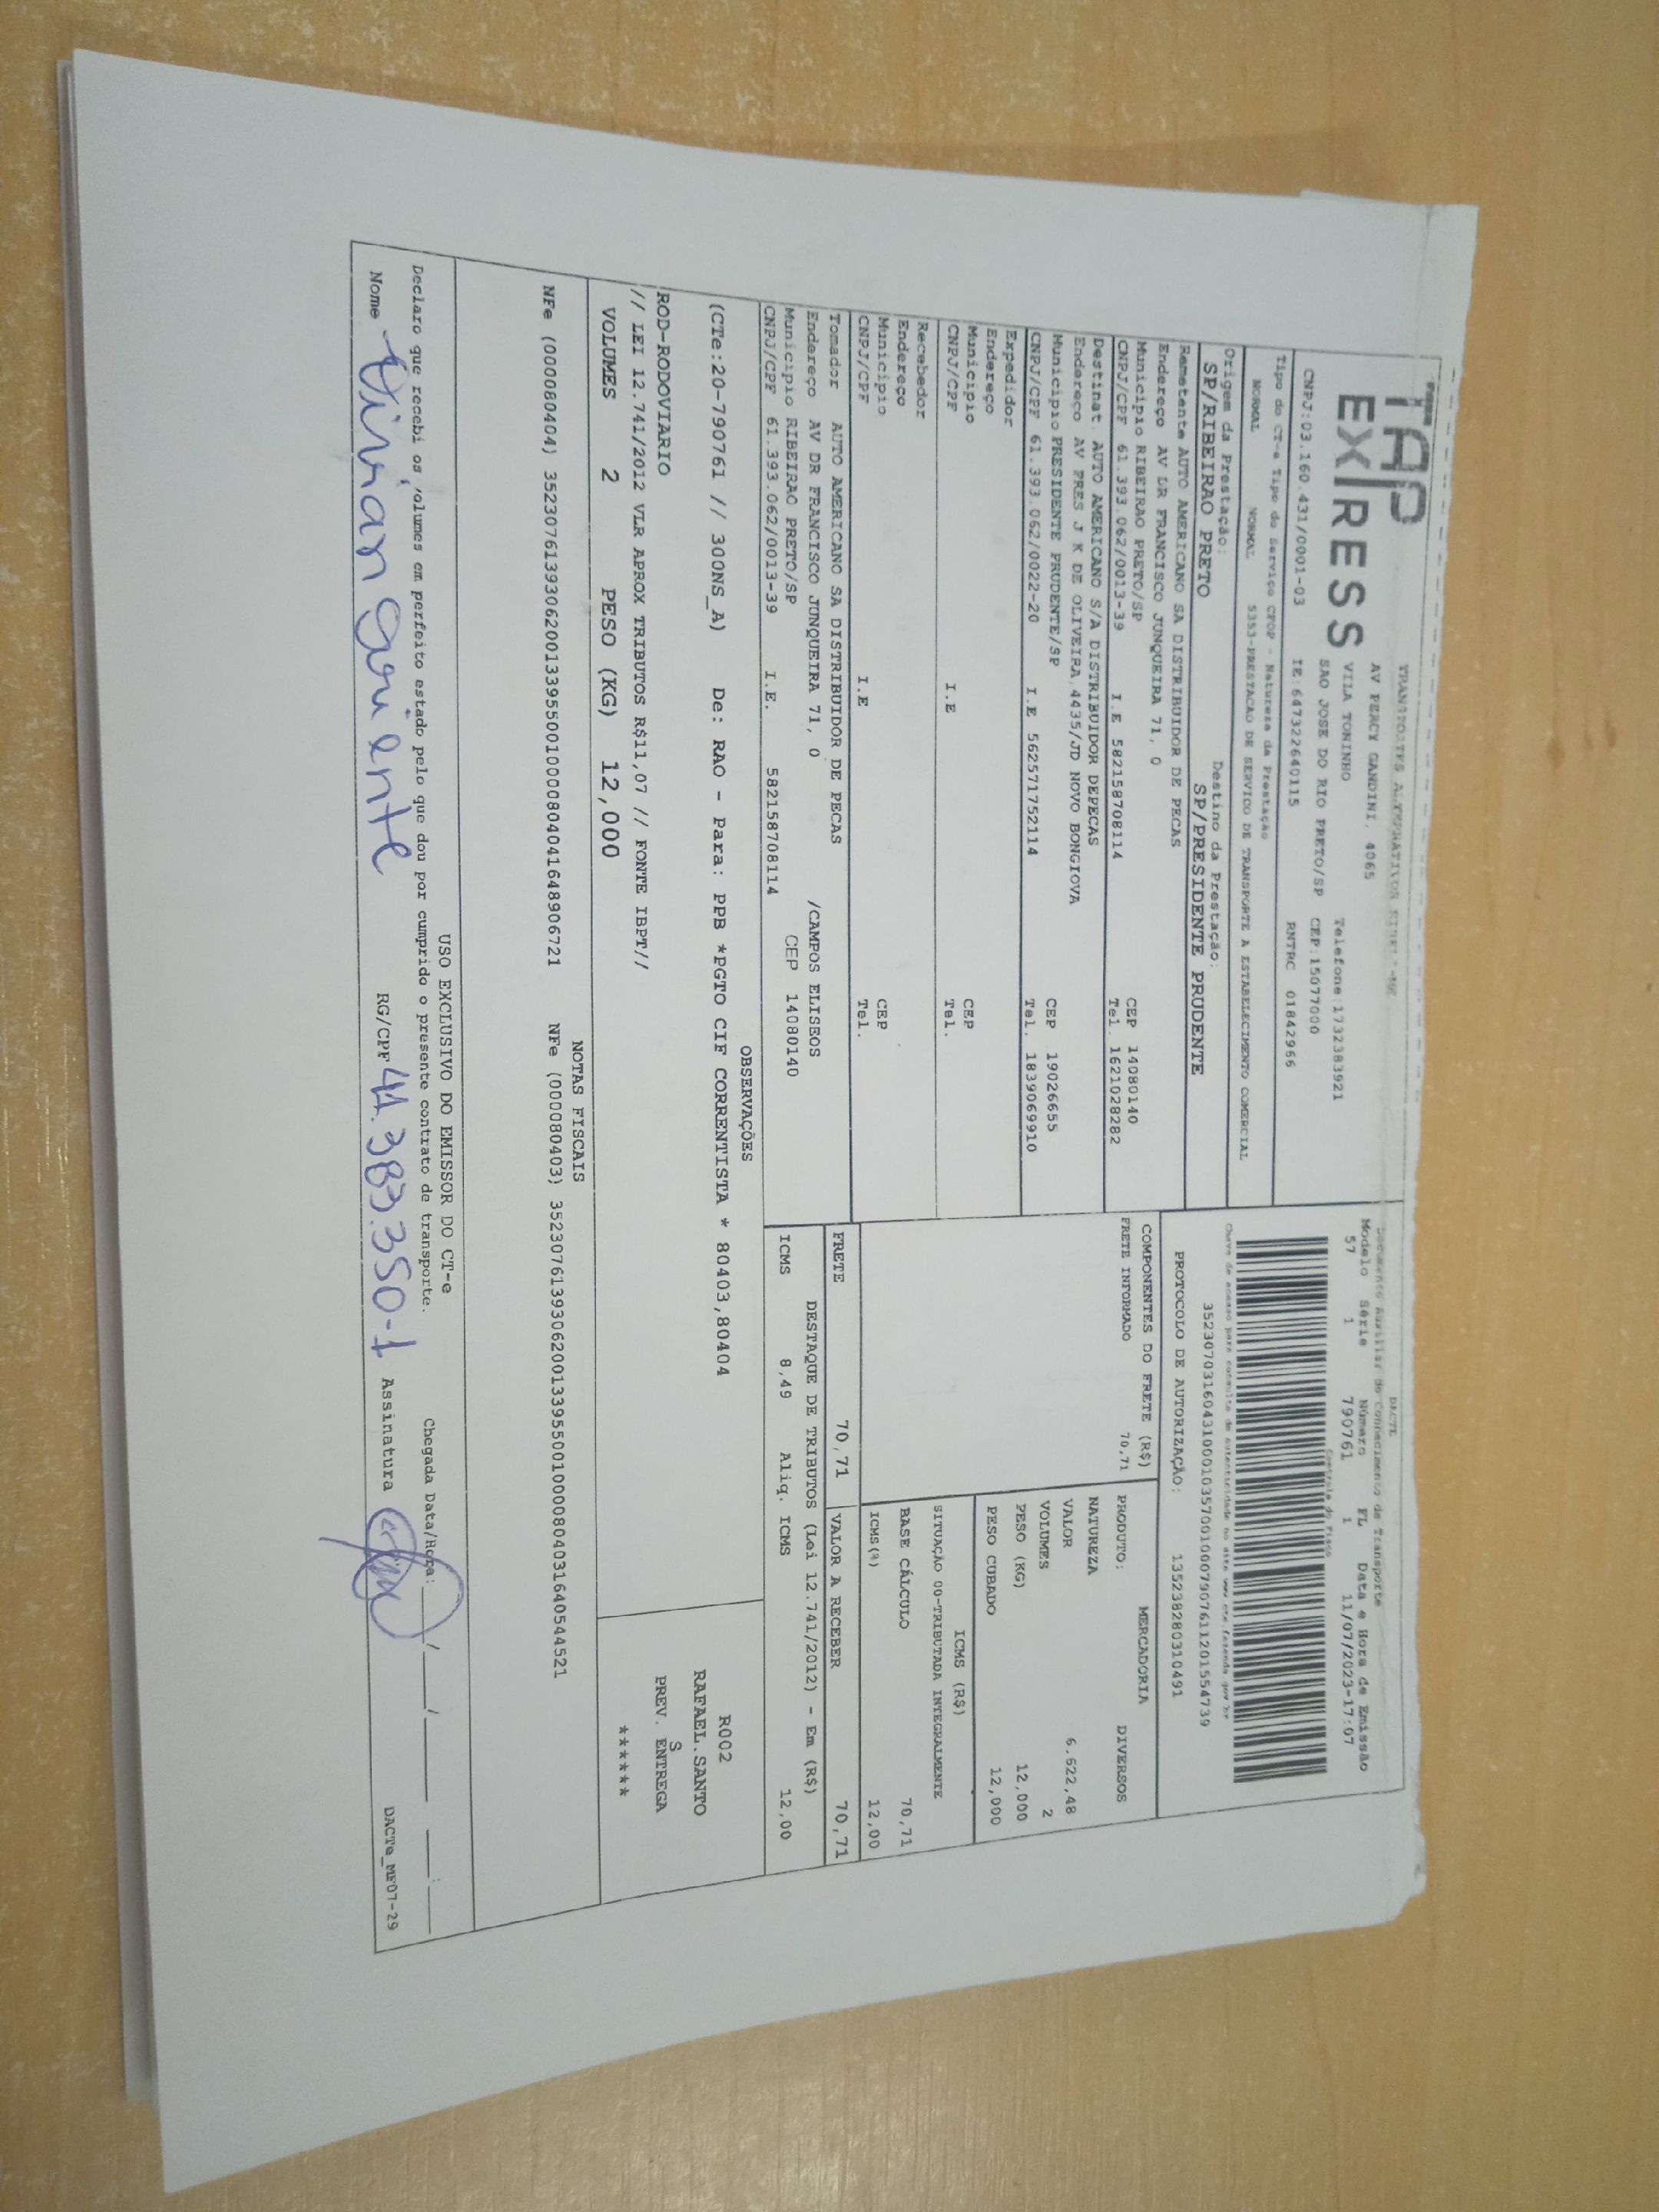 TAP
EXPRESS
AV PERCY GANDINI, 4065
VILA TONINHO Telefone:1732383921
SAO JOSE DO RIO PRETO/SP CEP:15077000
CNPJ:03.160.431/0001-03 IE:647322640115 RNTRC 01842966
DACTE
Documento Auxiliar do Conhecimento de Transporte
Modelo Série Número FL Data e Hora de Emissão
57 1 790761 1 11/07/2023-17:07
Controle do Fisco
Tipo do CT-e Tipo do Serviço CFOP - Natureza da Prestação
NORMAL NORMAL 5353-PRESTACAO DE SERVICO DE TRANSPORTE A ESTABELECIMENTO COMERCIAL
Chave de acesso para consulta de autenticidade no site
35230703160431000103570010007907611201554739
PROTOCOLO DE AUTORIZAÇÃO: 135238280310491
Origem da Prestação: Destino da Prestação:
SP/RIBEIRAO PRETO SP/PRESIDENTE PRUDENTE
Remetente AUTO AMERICANO SA DISTRIBUIDOR DE PECAS
Endereço AV DR FRANCISCO JUNQUEIRA 71, 0
Municipio RIBEIRAO PRETO/SP CEP 14080140
CNPJ/CPF 61.393.062/0013-39 I.E 582158708114 Tel. 1621028282
Destinat. AUTO AMERICANO S/A DISTRIBUIDOR DEPECAS
Endereço AV PRES J K DE OLIVEIRA,4435/JD NOVO BONGIOVA
Município PRESIDENTE PRUDENTE/SP CEP 19026655
CNPJ/CPF 61.393.062/0022-20 I.E 562571752114 Tel. 1839069910
Expedidor
Endereço
Município CEP
CNPJ/CPF I.E Tel.
Recebedor
Endereço
Município CEP
CNPJ/CPF I.E Tel.
Tomador AUTO AMERICANO SA DISTRIBUIDOR DE PECAS
Endereço AV DR FRANCISCO JUNQUEIRA 71, 0 /CAMPOS ELISEOS
Município RIBEIRAO PRETO/SP CEP 14080140
CNPJ/CPF 61.393.062/0013-39 I.E. 582158708114
COMPONENTES DO FRETE (R$)
FRETE INFORMADO 70,71
MERCADORIA
PRODUTO: DIVERSOS
NATUREZA
VALOR 6.622,48
VOLUMES 2
PESO (KG) 12,000
PESO CUBADO 12,000
ICMS (R$)
SITUAÇÃO 00-TRIBUTADA INTEGRALMENTE
BASE CÁLCULO 70,71
ICMS(%) 12,00
FRETE 70,71 VALOR A RECEBER 70,71
DESTAQUE DE TRIBUTOS (Lei 12.741/2012) - Em (R$)
ICMS 8,49 Aliq. ICMS 12,00
OBSERVAÇÕES
(CTe:20-790761 // 300NS_A) De: RAO - Para: PPB *PGTO CIF CORRENTISTA * 80403,80404
ROD-RODOVIARIO
// LEI 12.741/2012 VLR APROX TRIBUTOS R$11,07 // FONTE IBPT//
R002
RAFAEL.SANTO
S
PREV. ENTREGA
******
VOLUMES 2 PESO (KG) 12,000
NOTAS FISCAIS
NFe (000080404) 35230761393062001339550010000804041648906721 NFe (000080403) 35230761393062001339550010000804031640544521
USO EXCLUSIVO DO EMISSOR DO CT-e
Declaro que recebi os volumes em perfeito estado pelo que dou por cumprido o presente contrato de transporte. Chegada Data/Hora: / / :
Nome Vivian RG/CPF 44.383.350-1 Assinatura DACTe_MF07-29